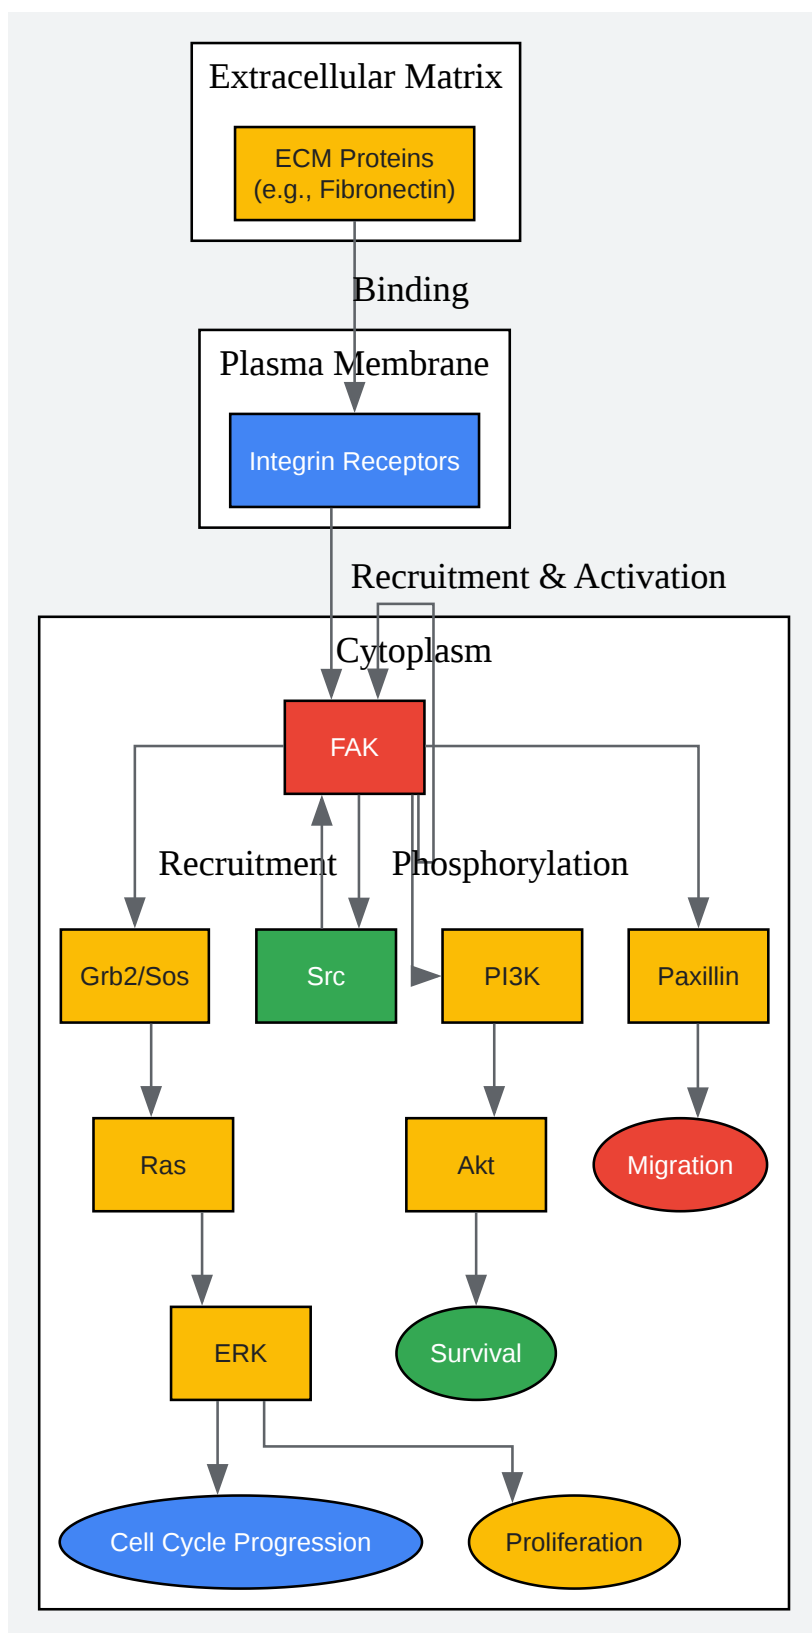 Extracellular Matrix
ECM Proteins
(e.g., Fibronectin)
Binding
Plasma Membrane
Integrin Receptors
Recruitment & Activation
Cytoplasm
FAK
Recruitment
Phosphorylation
Grb2/Sos
Src
PI3K
Paxillin
Ras
Akt
Migration
ERK
Survival
Cell Cycle Progression
Proliferation